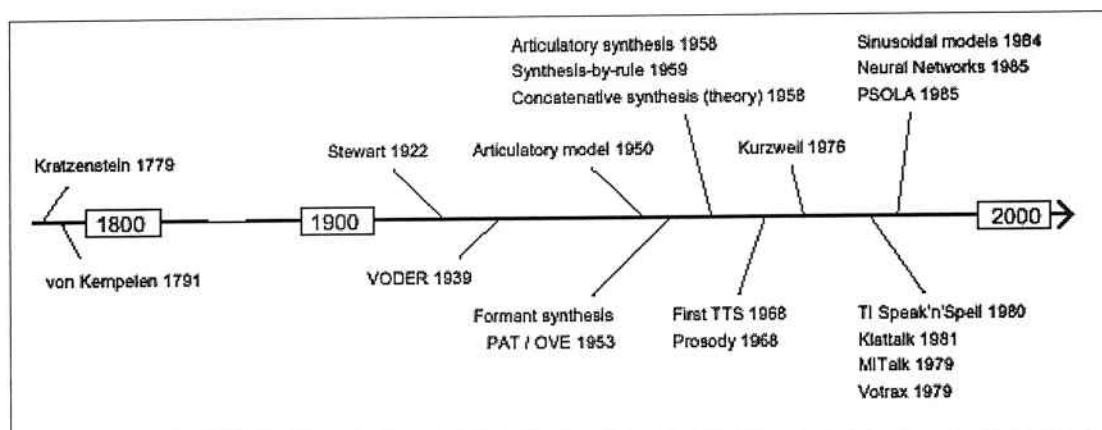 Articulatory synthesis 1958
Synthesis-by-rule 1959
Concatenative synthesis (theory) 1958
Sinusoidal models 1984
Neural Networks 1985
PSOLA 1985
Kratzenstein 1779
Stewart 1922
Articulatory model 1950
Kurzweil 1976
1800
1900
2000
von Kempelen 1791
VODER 1939
Formant synthesis
PAT / OVE 1953
First TTS 1968
Prosody 1968
TI Speak'n'Spell 1980
Klattalk 1981
MITalk 1979
Votrax 1979